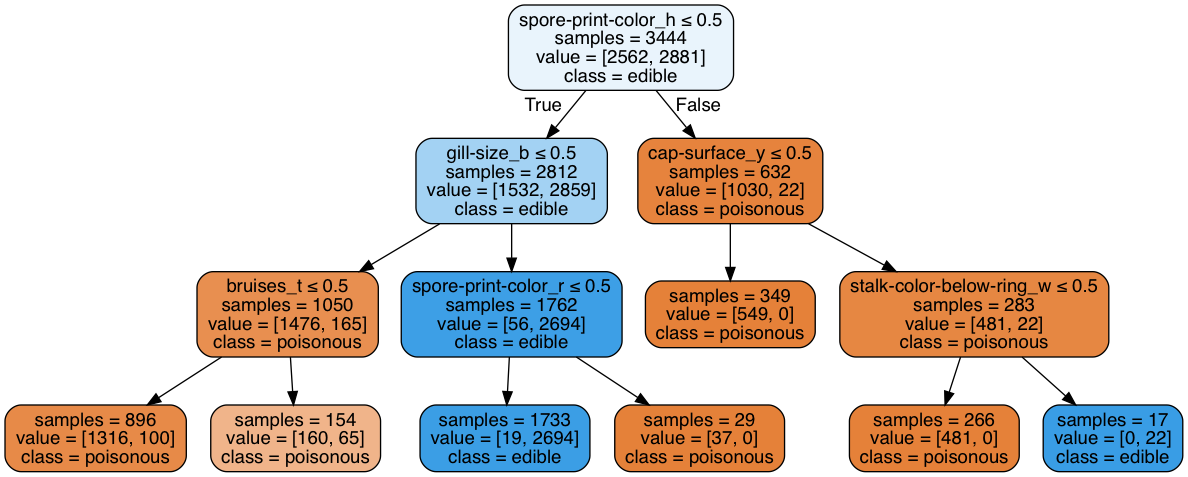 spore-print-color_h ≤ 0.5
samples = 3444
value = [2562, 2881]
class = edible
True
False
gill-size_b ≤ 0.5
samples = 2812
value = [1532, 2859]
class = edible
cap-surface_y ≤ 0.5
samples = 632
value = [1030, 22]
class = poisonous
bruises_t ≤ 0.5
samples = 1050
value = [1476, 165]
class = poisonous
spore-print-color_r ≤ 0.5
samples = 1762
value = [56, 2694]
class = edible
samples = 349
value = [549, 0]
class = poisonous
stalk-color-below-ring_w ≤ 0.5
samples = 283
value = [481, 22]
class = poisonous
samples = 896
value = [1316, 100]
class = poisonous
samples = 154
value = [160, 65]
class = poisonous
samples = 1733
value = [19, 2694]
class = edible
samples = 29
value = [37, 0]
class = poisonous
samples = 266
value = [481, 0]
class = poisonous
samples = 17
value = [0, 22]
class = edible